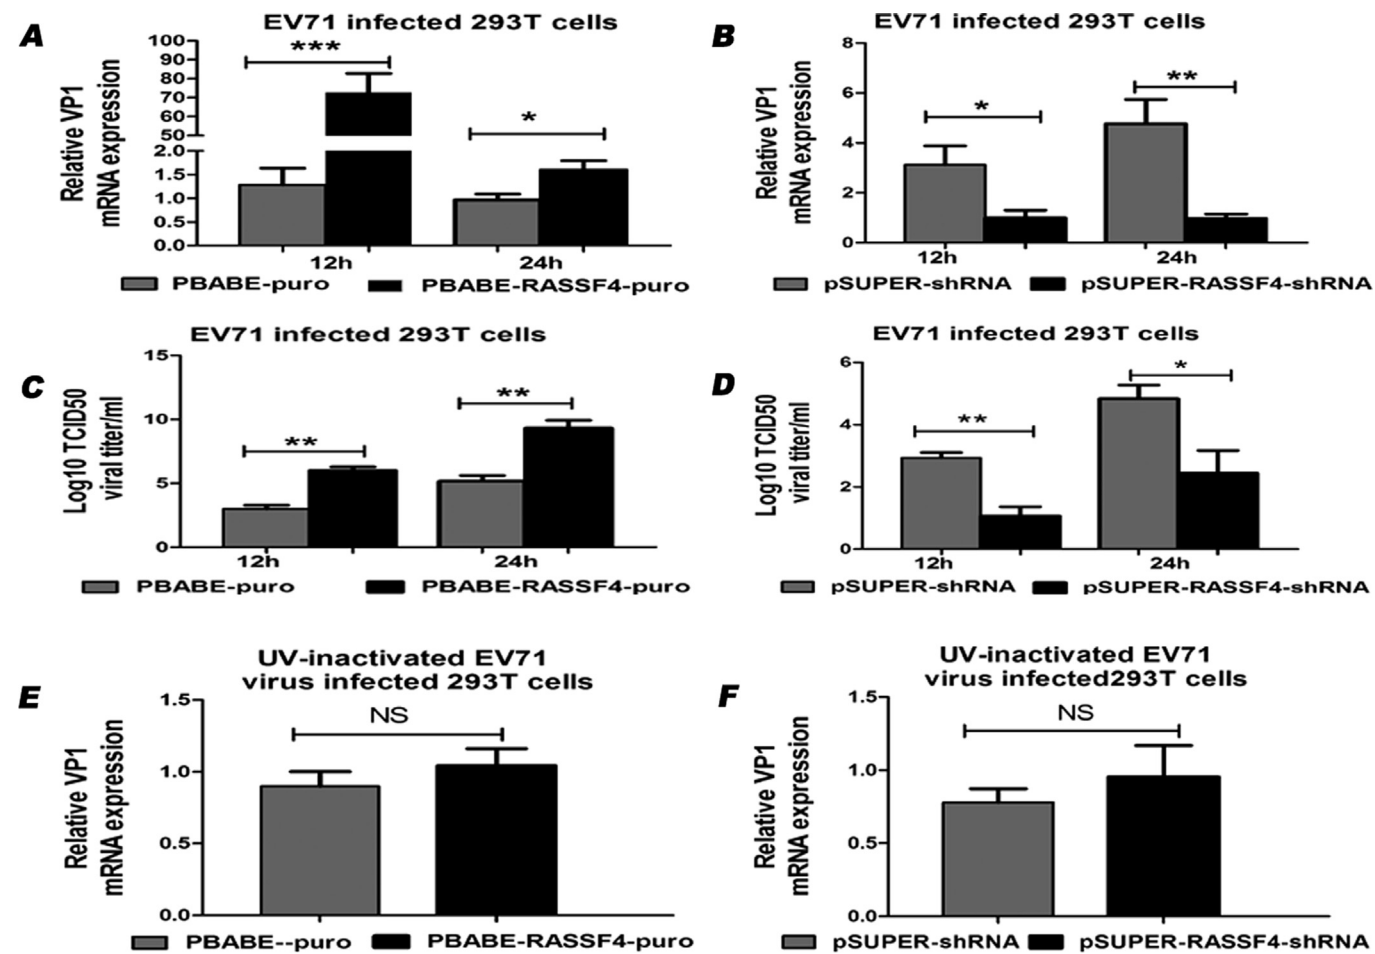 A
EV71 infected 293T cells
Relative VP1
mRNA expression
100
90
80
70
60
50
2.0
1.5
1.0
0.5
0.0
***
*
12h
24h
PBABE-puro
PBABE-RASSF4-puro
B
EV71 infected 293T cells
Relative VP1
mRNA expression
8
6
4
2
0
*
**
12h
24h
pSUPER-shRNA
pSUPER-RASSF4-shRNA
C
EV71 infected 293T cells
Log10 TCID50
viral titer/ml
15
10
5
0
**
**
12h
24h
PBABE-puro
PBABE-RASSF4-puro
D
EV71 infected 293T cells
Log10 TCID50
viral titer/ml
6
4
2
0
**
*
12h
24h
pSUPER-shRNA
pSUPER-RASSF4-shRNA
E
UV-inactivated EV71
virus infected 293T cells
Relative VP1
mRNA expression
1.5
1.0
0.5
0.0
NS
PBABE--puro
PBABE-RASSF4-puro
F
UV-inactivated EV71
virus infected293T cells
Relative VP1
mRNA expression
1.5
1.0
0.5
0.0
NS
pSUPER-shRNA
pSUPER-RASSF4-shRNA